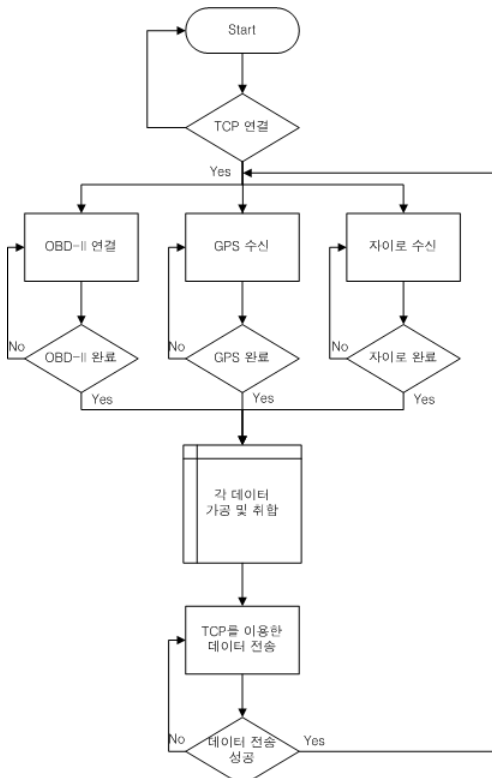 Start
TCP 연결
Yes
OBD-II 연결
GPS 수신
자이로 수신
No
OBD-II 완료
No
GPS 완료
No
자이로 완료
Yes
Yes
Yes
각 데이터
가공 및 취합
TCP를 이용한
데이터 전송
No
데이터 전송
성공
Yes